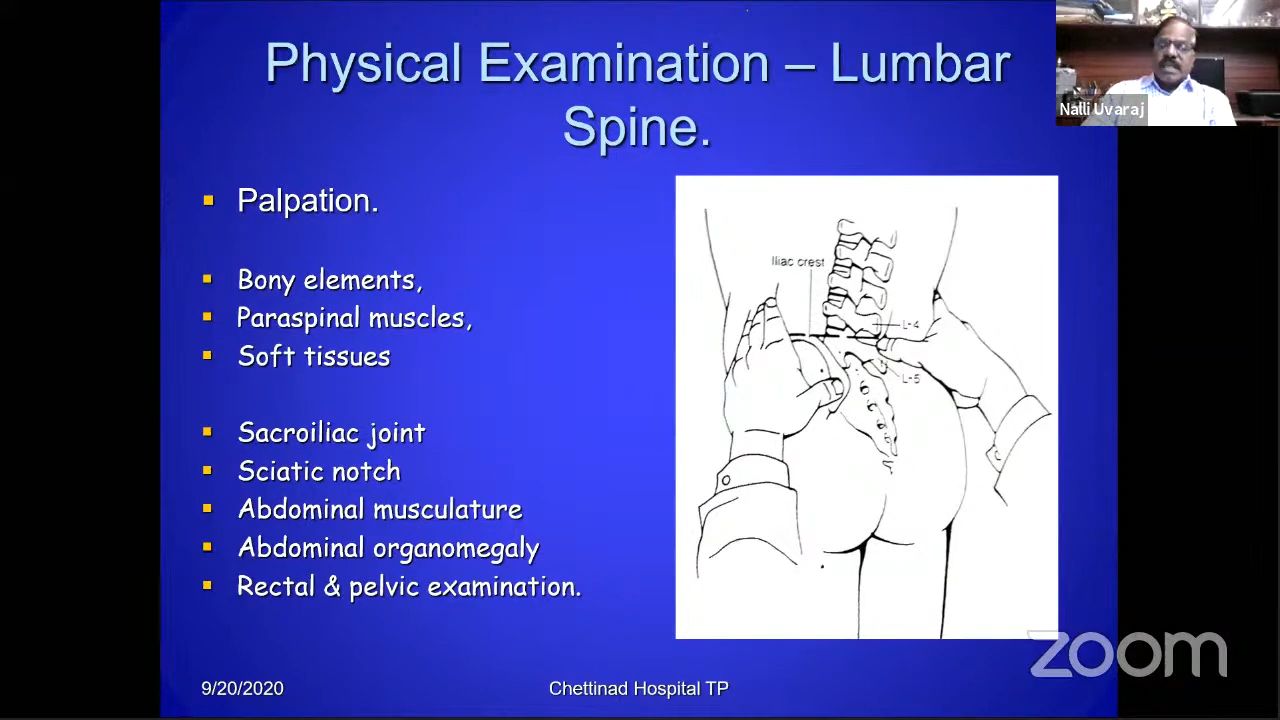 Physical Examination – Lumbar
Spine.
Nalli Uvaraj
Palpation.
Bony elements,
Paraspinal muscles,
Soft tissues
Sacroiliac joint
Sciatic notch
Abdominal musculature
Abdominal organomegaly
Rectal & pelvic examination.
Iliac crest
L-4
L-5
zoom
9/20/2020
Chettinad Hospital TP